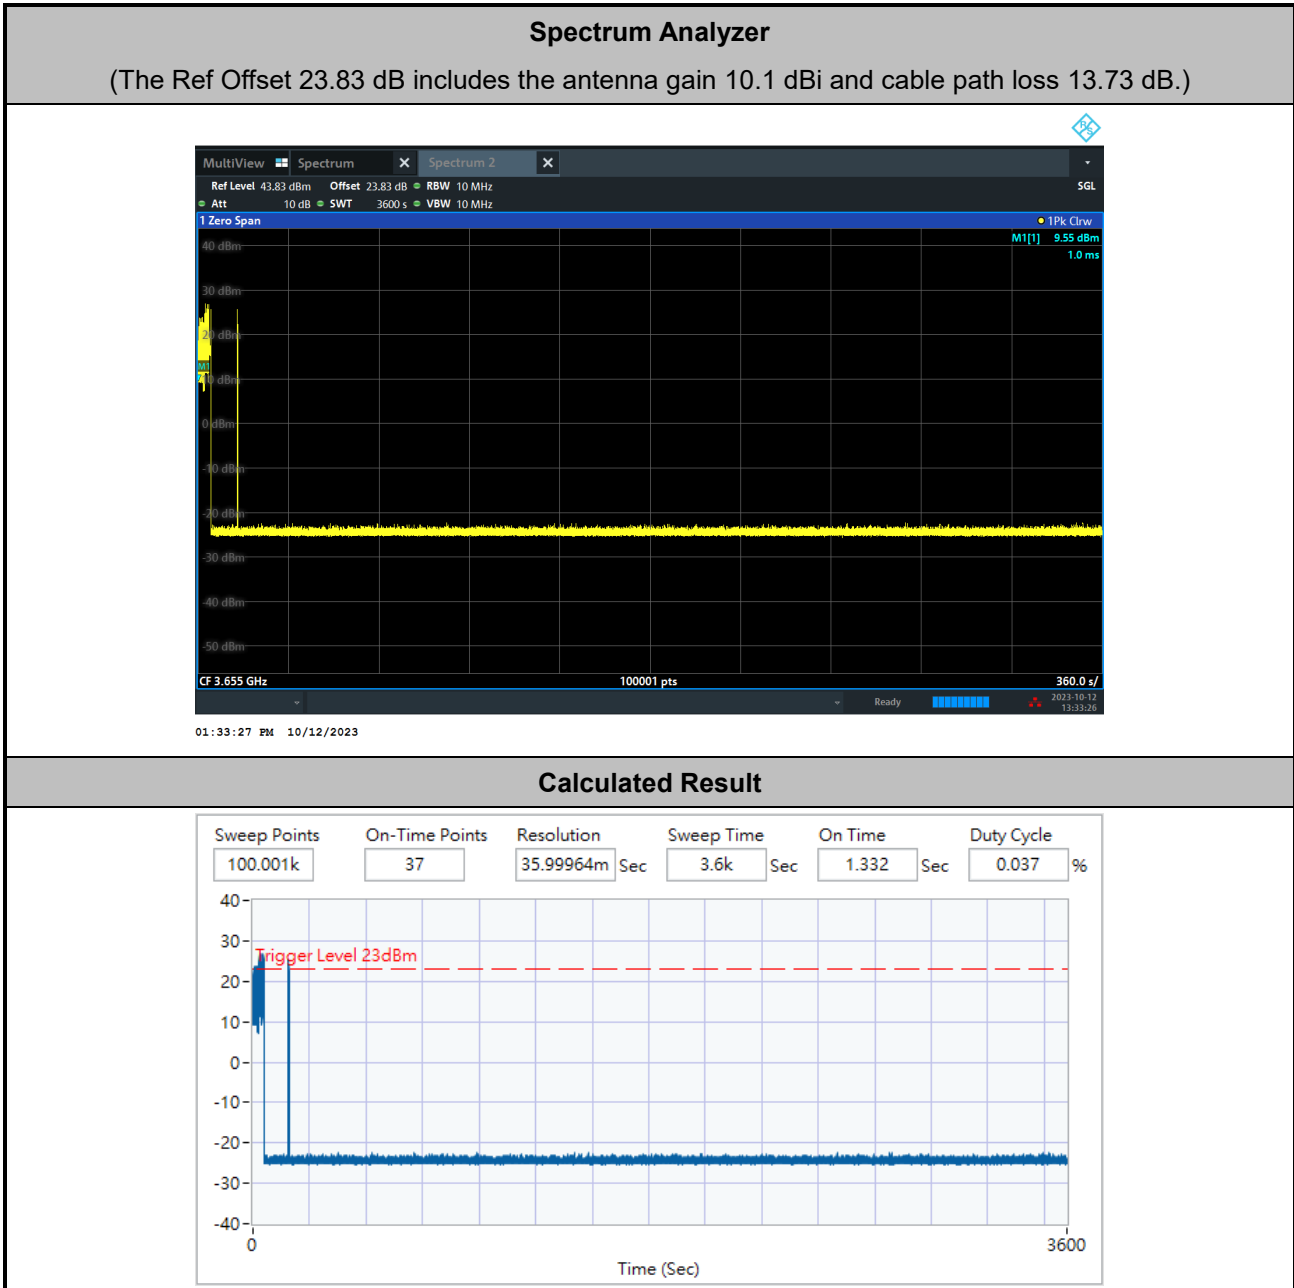 Spectrum Analyzer
(The Ref Offset 23.83 dB includes the antenna gain 10.1 dBi and cable path loss 13.73 dB.)
R&S
MultiView Spectrum X Spectrum 2 X
Ref Level 43.83 dBm Offset 23.83 dB RBW 10 MHz SGL
Att 10 dB SWT 3600 s VBW 10 MHz
1 Zero Span 1Pk Clrw
M1[1] 9.55 dBm
1.0 ms
40 dBm
30 dBm
20 dBm
M1
10 dBm
0 dBm
-10 dBm
-20 dBm
-30 dBm
-40 dBm
-50 dBm
CF 3.655 GHz 100001 pts 360.0 s/
Ready 2023-10-12
13:33:26
01:33:27 PM 10/12/2023
Calculated Result
Sweep Points On-Time Points Resolution Sweep Time On Time Duty Cycle
100.001k 37 35.99964m Sec 3.6k Sec 1.332 Sec 0.037 %
40
30
Trigger Level 23dBm
20
10
0
-10
-20
-30
-40
0 3600
Time (Sec)